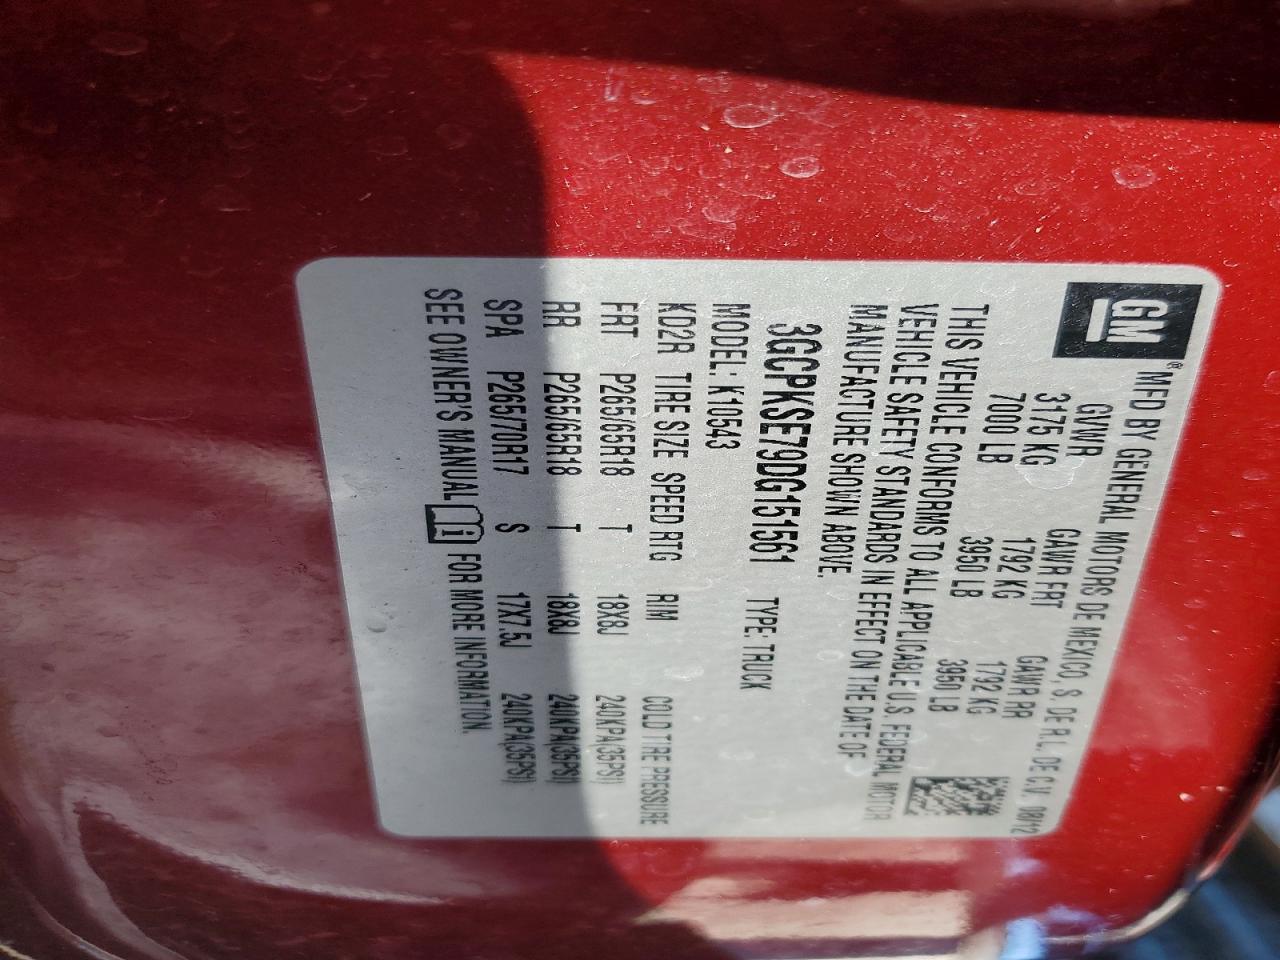 GM® MFD BY GENERAL MOTORS DE MEXICO, S. DE R.L. DE C.V. 08/12
GVWR GAWR FRT GAWR RR
3175 KG 1792 KG 1792 KG
7000 LB 3950 LB 3950 LB
THIS VEHICLE CONFORMS TO ALL APPLICABLE U.S. FEDERAL MOTOR
VEHICLE SAFETY STANDARDS IN EFFECT ON THE DATE OF
MANUFACTURE SHOWN ABOVE.
3GCPKSE79DG151561 TYPE: TRUCK
MODEL: K10543
KD2R TIRE SIZE SPEED RTG RIM COLD TIRE PRESSURE
FRT P265/65R18 T 18X8J 240KPA(35PSI)
RR P265/65R18 T 18X8J 240KPA(35PSI)
SPA P265/70R17 S 17X7.5J 240KPA(35PSI)
SEE OWNER'S MANUAL i FOR MORE INFORMATION.